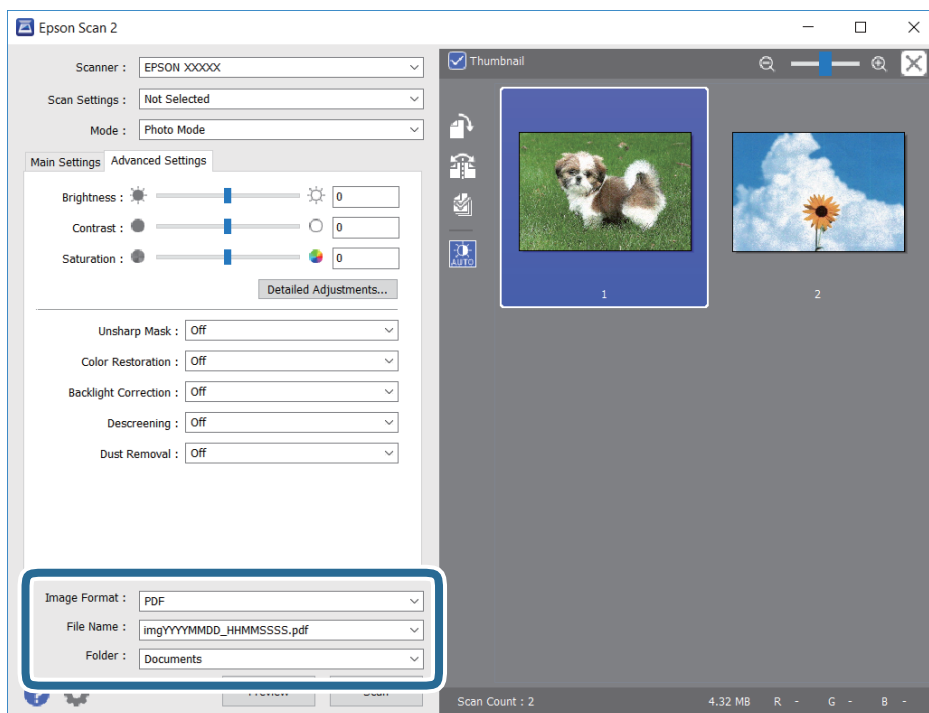 Epson Scan 2
Scanner : EPSON XXXXX
Scan Settings : Not Selected
Mode : Photo Mode
Main Settings Advanced Settings
Brightness : 0
Contrast : 0
Saturation : 0
Detailed Adjustments...
Unsharp Mask : Off
Color Restoration : Off
Backlight Correction : Off
Descreening : Off
Dust Removal : Off
Image Format : PDF
File Name : imgYYYYMMDD_HHMMSSSS.pdf
Folder : Documents
Preview Scan
Thumbnail
AUTO
1 2
Scan Count : 2 4.32 MB R - G - B -